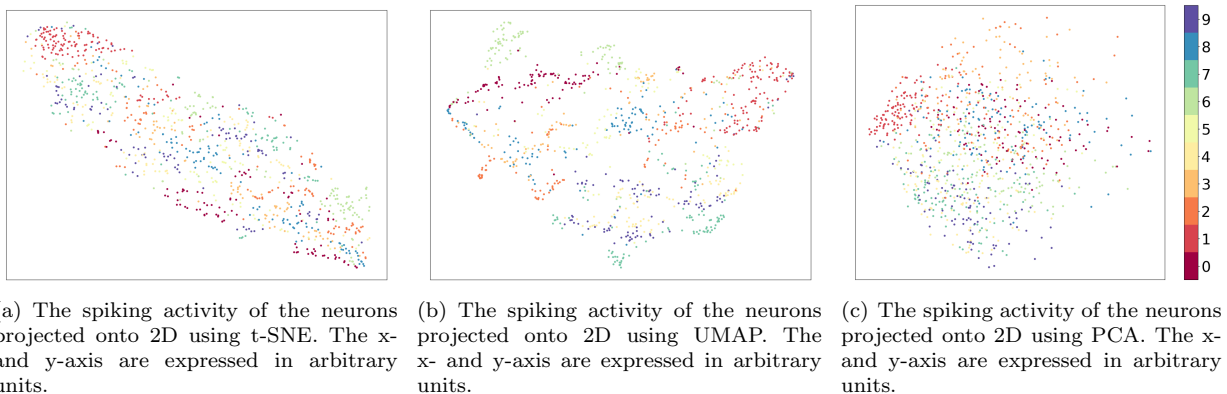 9
8
7
6
5
4
3
2
1
0
a) The spiking activity of the neurons
projected onto 2D using t-SNE. The x-
and y-axis are expressed in arbitrary
units.
(b) The spiking activity of the neurons
projected onto 2D using UMAP. The
x- and y-axis are expressed in arbitrary
units.
(c) The spiking activity of the neurons
projected onto 2D using PCA. The x-
and y-axis are expressed in arbitrary
units.